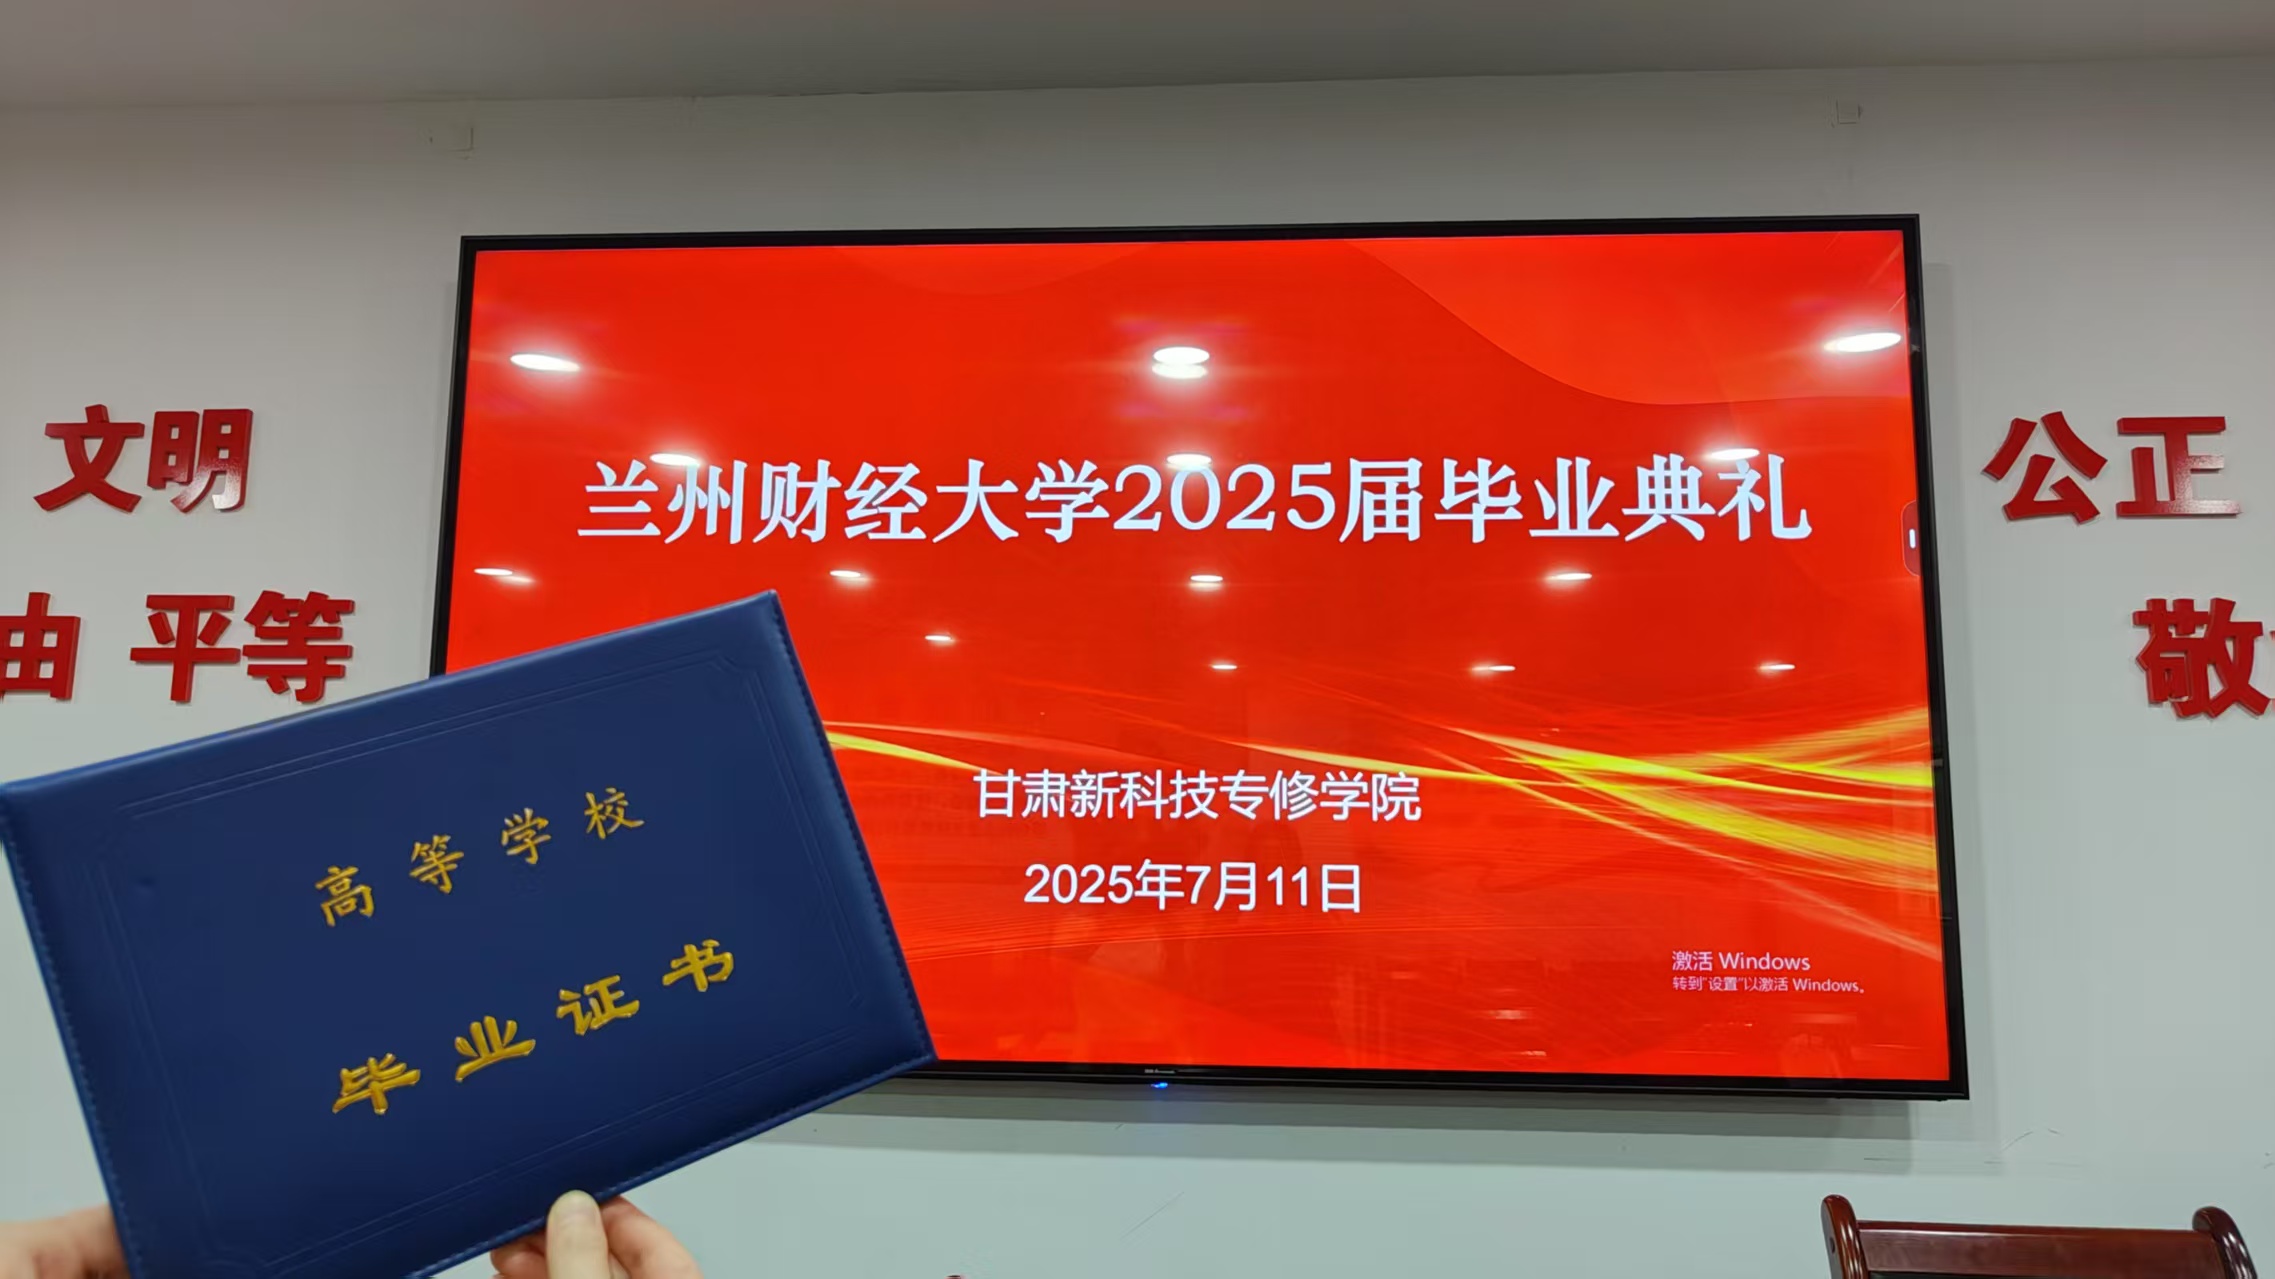 文明
公正
由 平等
敬
兰州财经大学2025届毕业典礼
甘肃新科技专修学院
2025年7月11日
激活 Windows
转到"设置"以激活 Windows。
高等学校
毕业证书